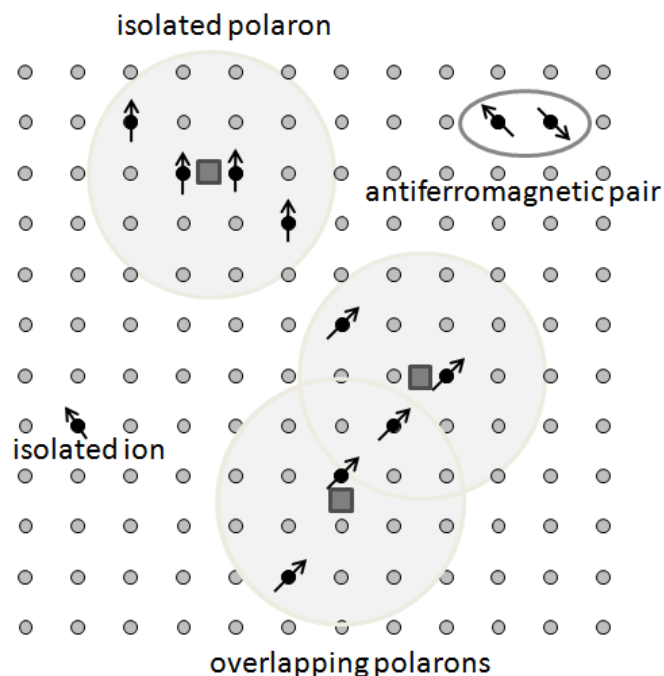 isolated polaron
antiferromagnetic pair
isolated ion
overlapping polarons